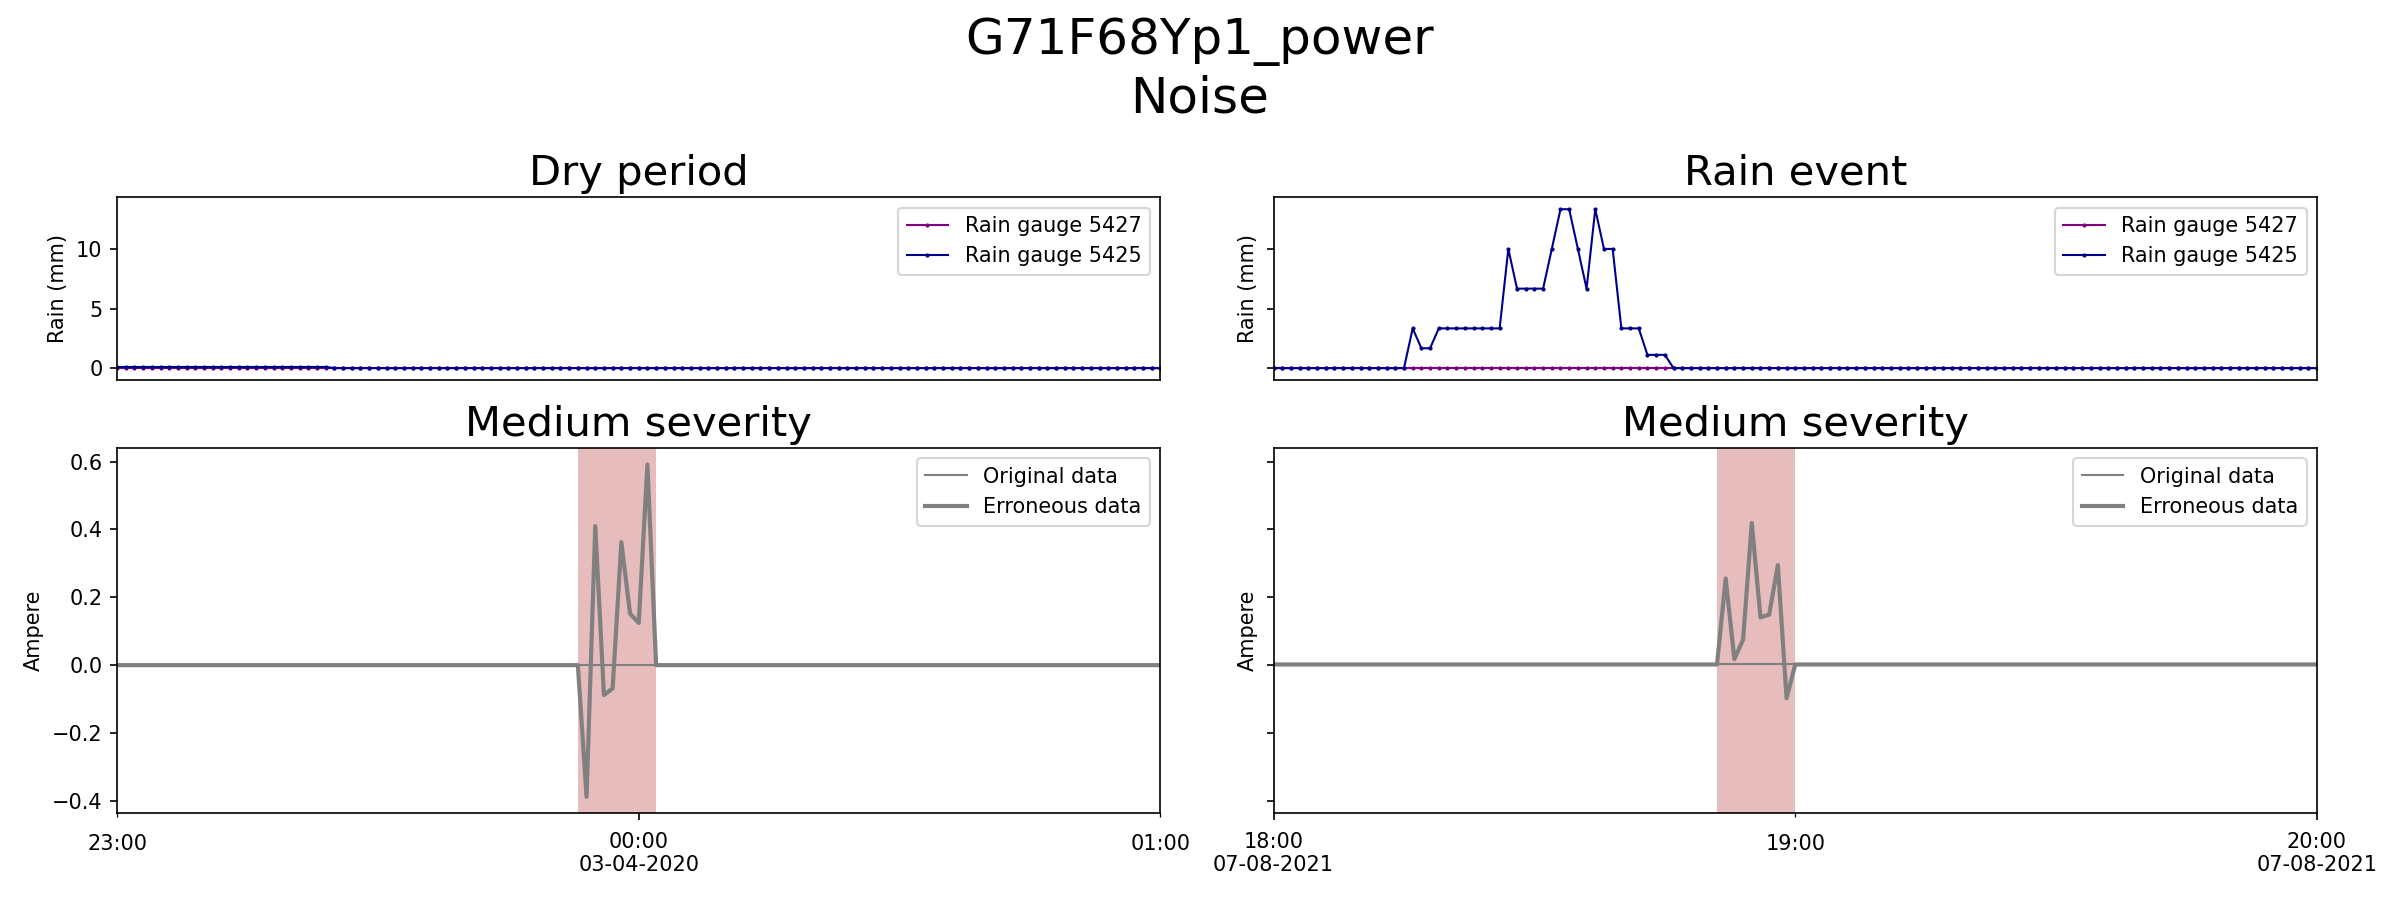 G71F68Yp1_power
Noise
Dry period
Rain event
Rain (mm)
10
5
0
Rain gauge 5427
Rain gauge 5425
Rain (mm)
Rain gauge 5427
Rain gauge 5425
Medium severity
Medium severity
Ampere
0.6
0.4
0.2
0.0
−0.2
−0.4
Original data
Erroneous data
Ampere
Original data
Erroneous data
23:00
00:00
03-04-2020
01:00
18:00
07-08-2021
19:00
20:00
07-08-2021